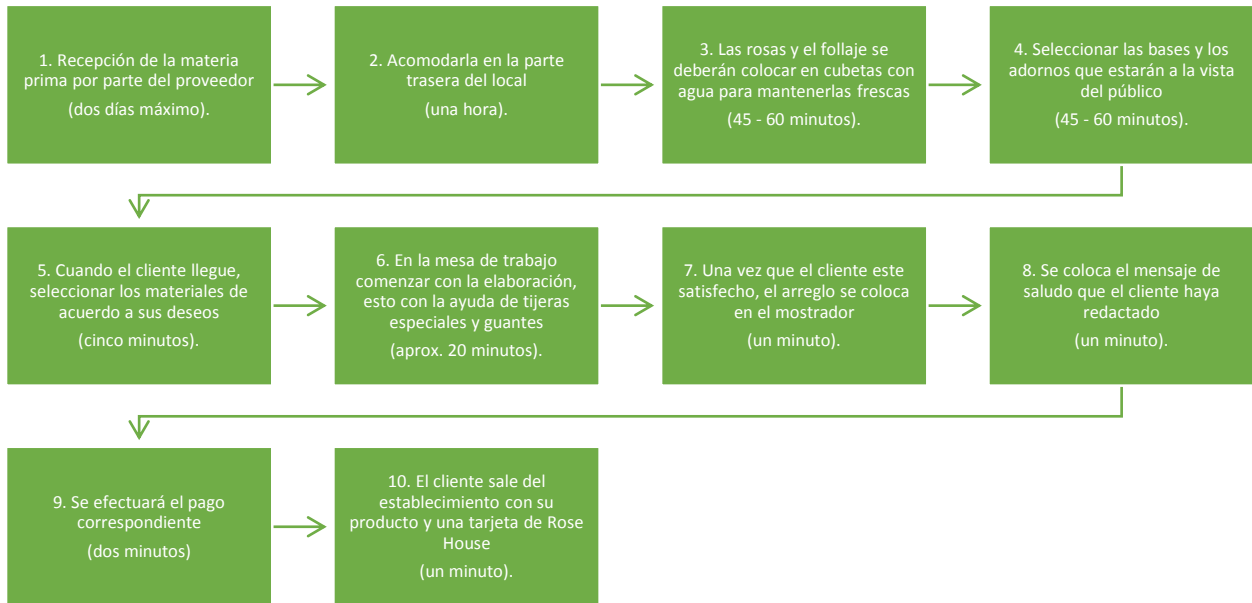 1. Recepción de la materia
prima por parte del proveedor
(dos días máximo).
2. Acomodarla en la parte
trasera del local
(una hora).
3. Las rosas y el follaje se
deberán colocar en cubetas con
agua para mantenerlas frescas
(45 - 60 minutos).
4. Seleccionar las bases y los
adornos que estarán a la vista
del público
(45 - 60 minutos).
5. Cuando el cliente llegue,
seleccionar los materiales de
acuerdo a sus deseos
(cinco minutos).
6. En la mesa de trabajo
comenzar con la elaboración,
esto con la ayuda de tijeras
especiales y guantes
(aprox. 20 minutos).
7. Una vez que el cliente este
satisfecho, el arreglo se coloca
en el mostrador
(un minuto).
8. Se coloca el mensaje de
saludo que el cliente haya
redactado
(un minuto).
9. Se efectuará el pago
correspondiente
(dos minutos)
10. El cliente sale del
establecimiento con su
producto y una tarjeta de Rose
House
(un minuto).